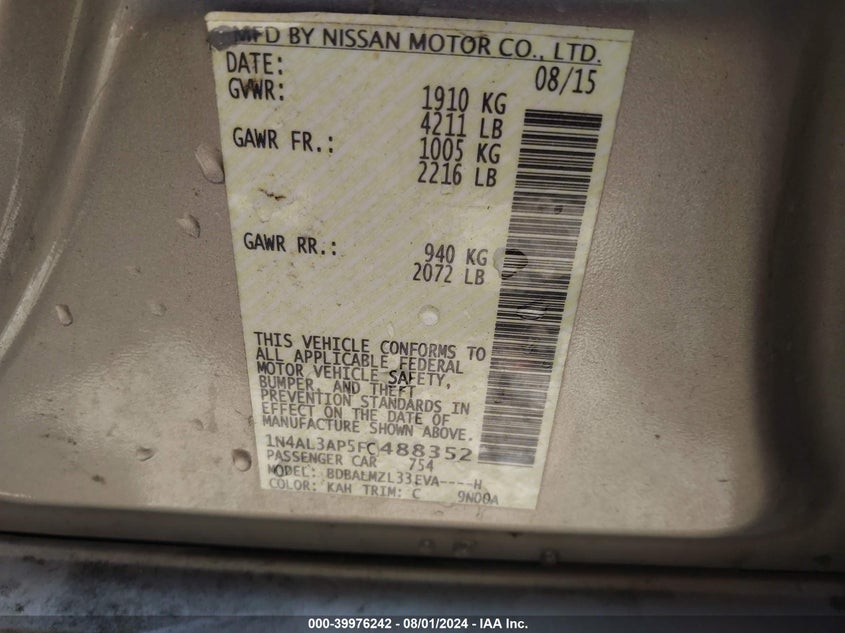 MFD BY NISSAN MOTOR CO., LTD.
DATE: 08/15
GVWR: 1910 KG
4211 LB
GAWR FR.: 1005 KG
2216 LB
GAWR RR.: 940 KG
2072 LB
THIS VEHICLE CONFORMS TO
ALL APPLICABLE FEDERAL
MOTOR VEHICLE SAFETY,
BUMPER, AND THEFT
PREVENTION STANDARDS IN
EFFECT ON THE DATE OF
MANUFACTURE SHOWN ABOVE.
1N4AL3AP5FC488352
PASSENGER CAR 754
MODEL: BDBALMZL33EVA----H
COLOR: KAH TRIM: C 9N00A
000-39976242 - 08/01/2024 - IAA Inc.